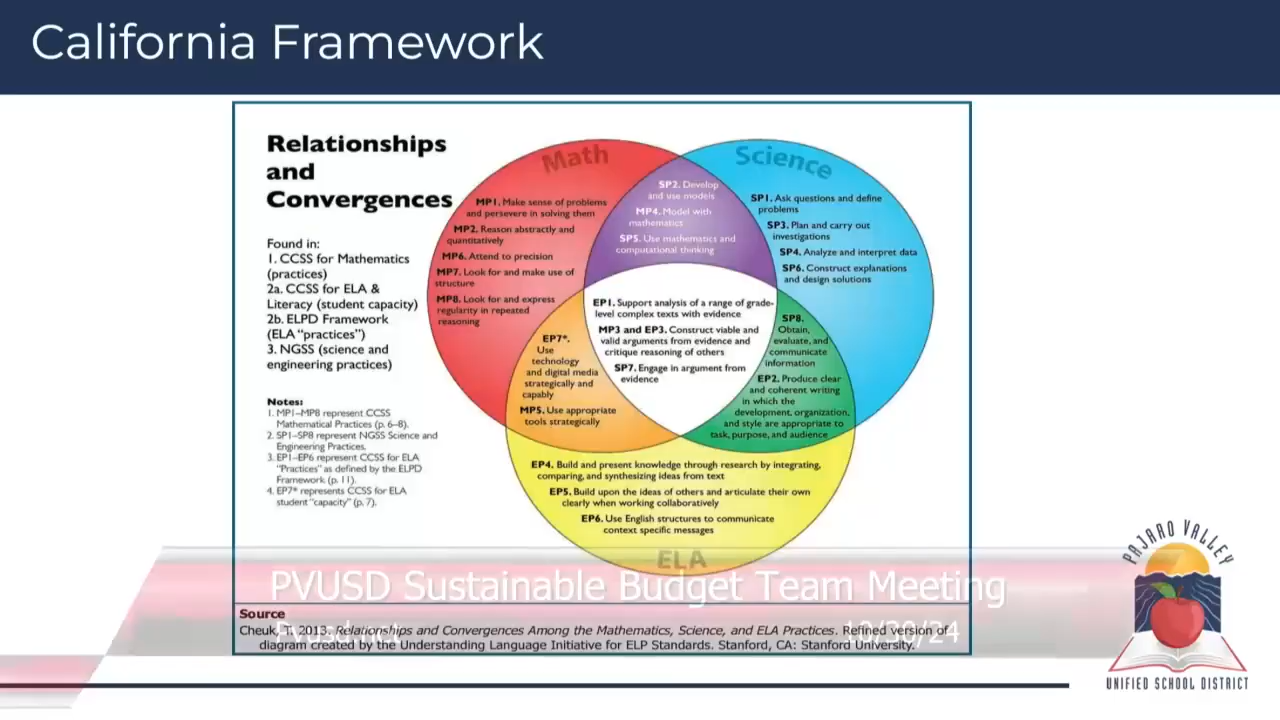 California Framework
Relationships
and
Convergences
Found in:
1. CCSS for Mathematics
(practices)
2a. CCSS for ELA &
Literacy (student capacity)
2b. ELPD Framework
(ELA “practices”)
3. NGSS (science and
engineering practices)
Notes:
1. MP1–MP8 represent CCSS
Mathematical Practices (p. 6–8).
2. SP1–SP8 represent NGSS Science and
Engineering Practices.
3. EP1–EP6 represent CCSS for ELA
“Practices” as defined by the ELPD
Framework (p. 11).
4. EP7* represents CCSS for ELA
student “capacity” (p. 7).
Math
MP1. Make sense of problems
and persevere in solving them
MP2. Reason abstractly and
quantitatively
MP6. Attend to precision
MP7. Look for and make use of
structure
MP8. Look for and express
regularity in repeated
reasoning
SP2. Develop
and use models
MP4. Model with
mathematics
SP5. Use mathematics and
computational thinking
Science
SP1. Ask questions and define
problems
SP3. Plan and carry out
investigations
SP4. Analyze and interpret data
SP6. Construct explanations
and design solutions
EP1. Support analysis of a range of grade-
level complex texts with evidence
MP3 and EP3. Construct viable and
valid arguments from evidence and
critique reasoning of others
SP7. Engage in argument from
evidence
EP7*.
Use
technology
and digital media
strategically and
capably
MP5. Use appropriate
tools strategically
SP8.
Obtain,
evaluate, and
communicate
information
EP2. Produce clear
and coherent writing
in which the
development, organization,
and style are appropriate to
task, purpose, and audience
EP4. Build and present knowledge through research by integrating,
comparing, and synthesizing ideas from text
EP5. Build upon the ideas of others and articulate their own
clearly when working collaboratively
EP6. Use English structures to communicate
context specific messages
ELA
PVUSD Sustainable Budget Team Meeting
Pvusd.net 10/30/24
Source
Cheuk, T. 2013. Relationships and Convergences Among the Mathematics, Science, and ELA Practices. Refined version of
diagram created by the Understanding Language Initiative for ELP Standards. Stanford, CA: Stanford University.
PAJARO VALLEY
UNIFIED SCHOOL DISTRICT